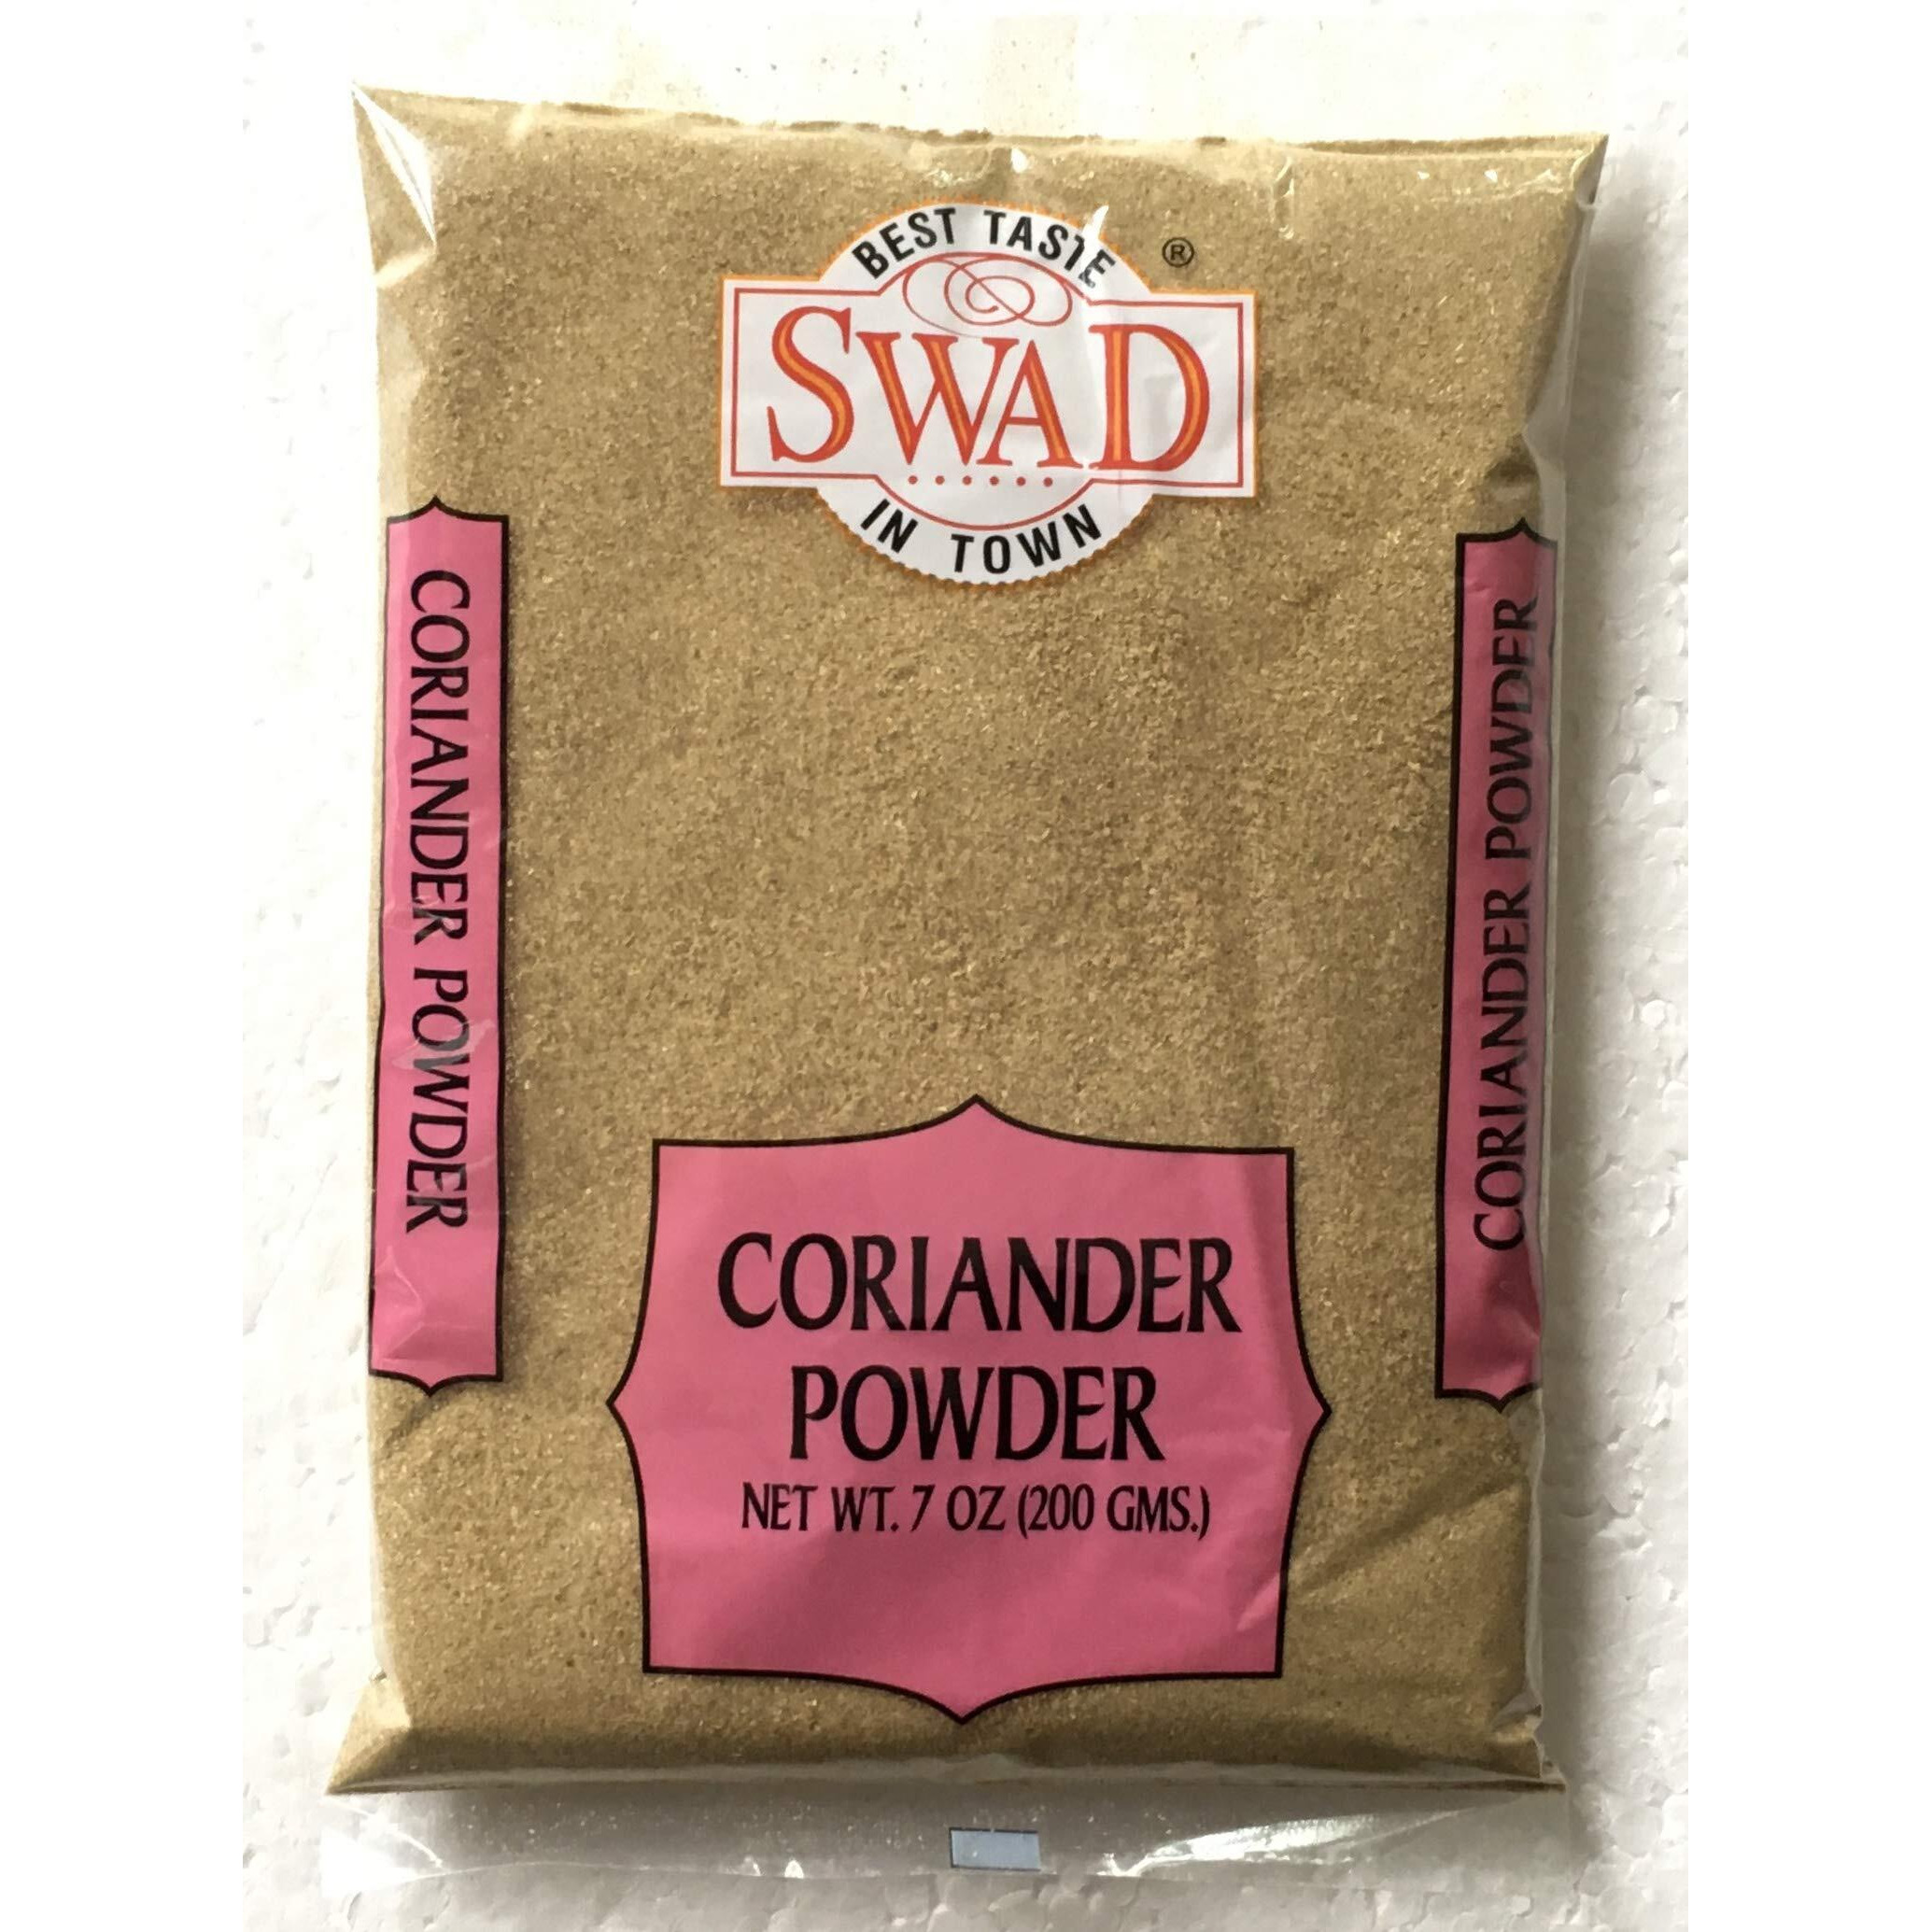 BEST TASTE
®
SWAD
IN TOWN
CORIANDER POWDER
CORIANDER POWDER
CORIANDER
POWDER
NET WT. 7 OZ (200 GMS.)